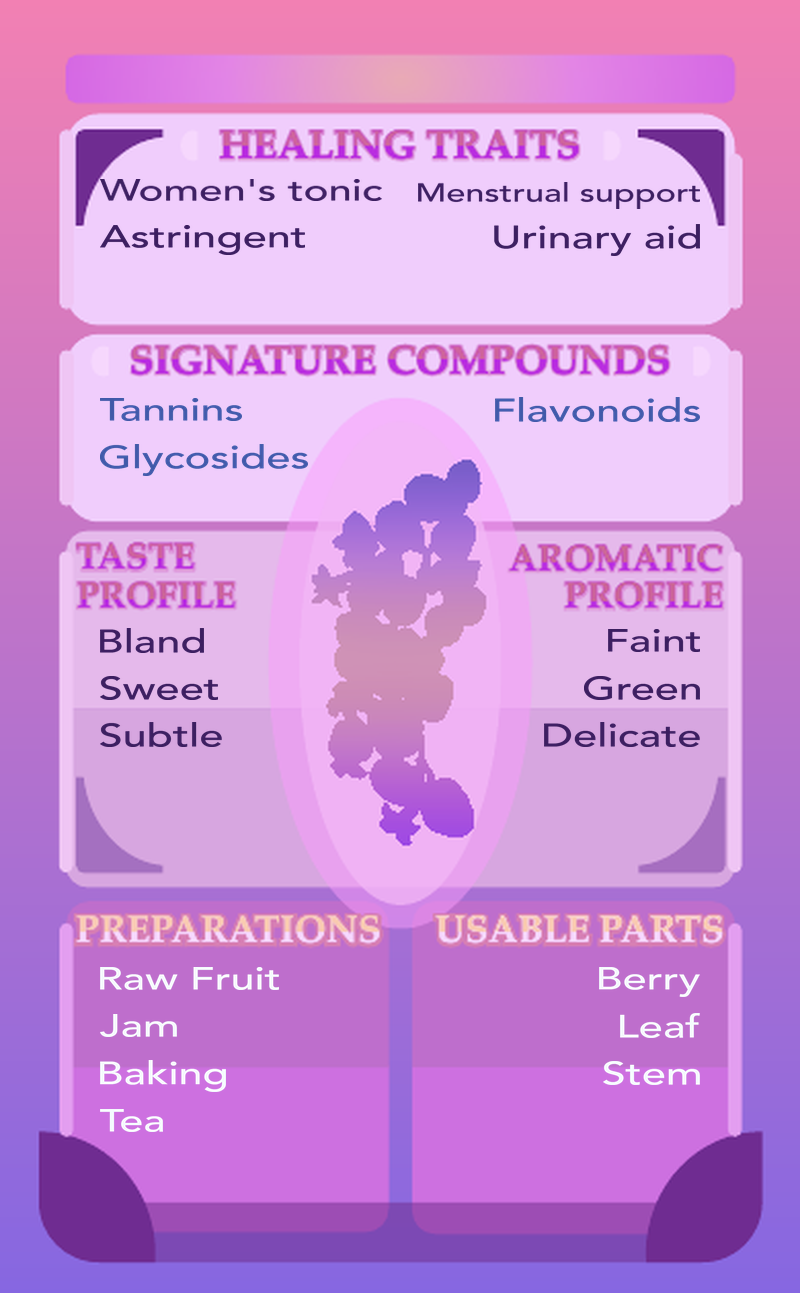 HEALING TRAITS
Women's tonic Menstrual support
Astringent Urinary aid
SIGNATURE COMPOUNDS
Tannins Flavonoids
Glycosides
TASTE
PROFILE
Bland
Sweet
Subtle
AROMATIC
PROFILE
Faint
Green
Delicate
PREPARATIONS
Raw Fruit
Jam
Baking
Tea
USABLE PARTS
Berry
Leaf
Stem